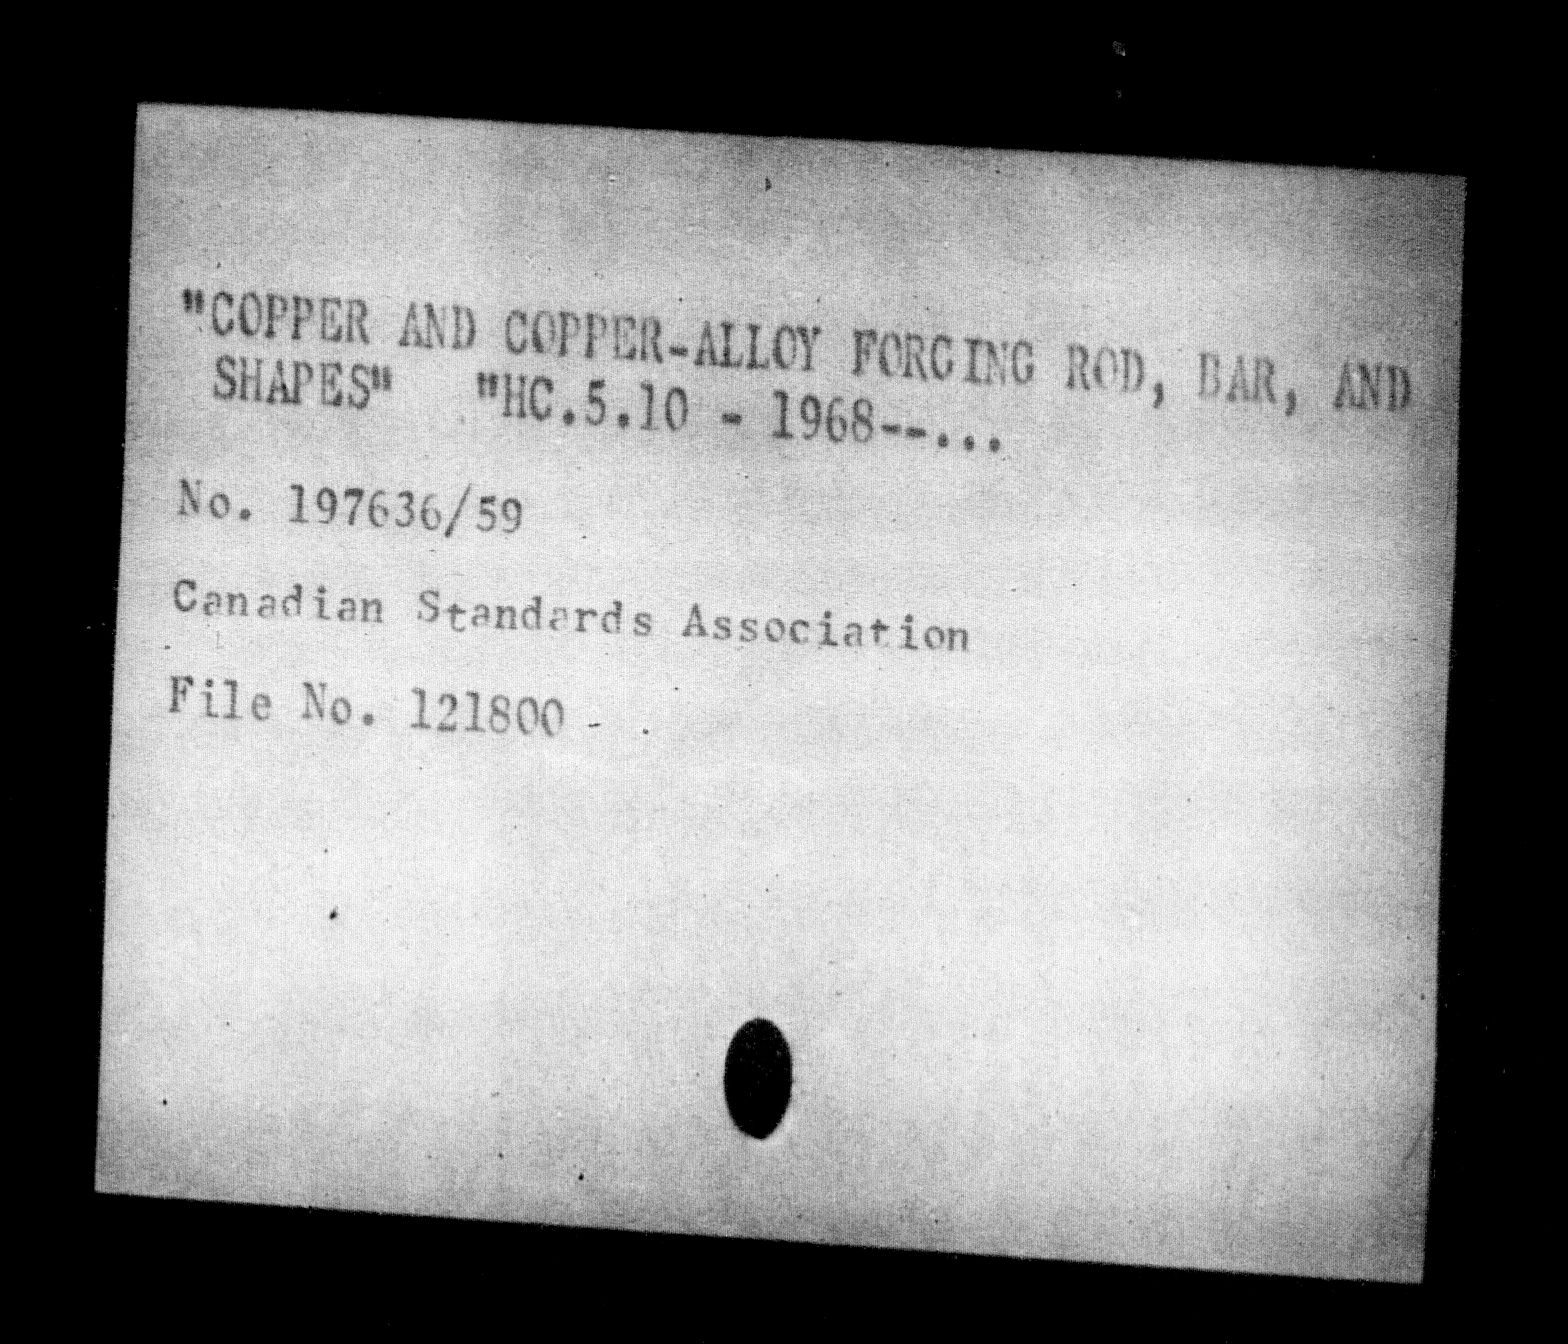 "COPPER AND COPPER-ALLOY FORGING ROD, BAR, AND
SHAPES" "HC.5.10 - 1968--...
No. 197636/59
Canadian Standards Association
File No. 121800 -